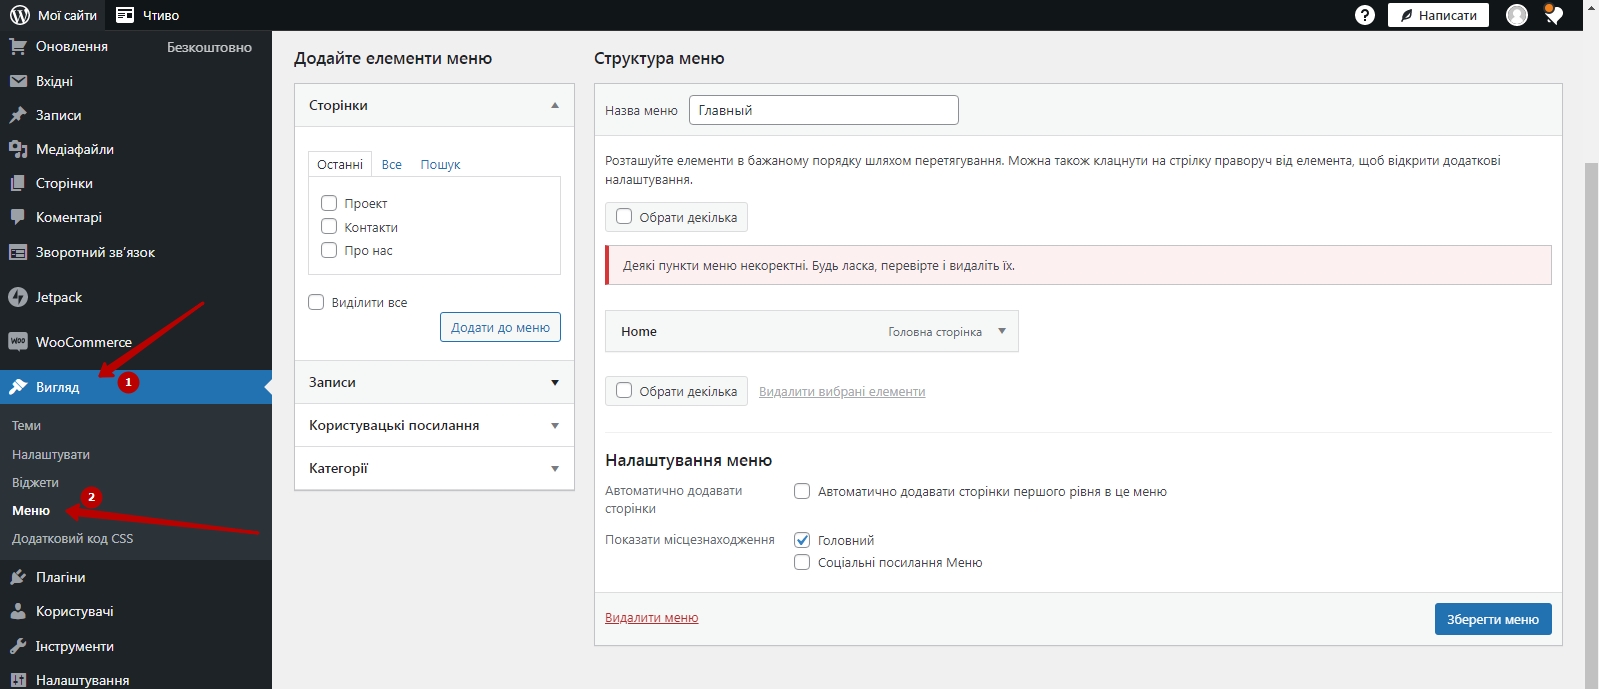 Мої сайти
Чтиво
Написати
Оновлення
Безкоштовно
Вхідні
Записи
Медіафайли
Сторінки
Коментарі
Зворотний зв’язок
Jetpack
WOO WooCommerce
Вигляд
1
Теми
Налаштувати
Віджети
2
Меню
Додатковий код CSS
Плагіни
Користувачі
Інструменти
Налаштування
Додайте елементи меню
Сторінки
Останні Все Пошук
Проект
Контакти
Про нас
Виділити все
Додати до меню
Записи
Користувацькі посилання
Категорії
Структура меню
Назва меню Главный
Розташуйте елементи в бажаному порядку шляхом перетягування. Можна також клацнути на стрілку праворуч від елемента, щоб відкрити додаткові
налаштування.
Обрати декілька
Деякі пункти меню некоректні. Будь ласка, перевірте і видаліть їх.
Home Головна сторінка
Обрати декілька Видалити вибрані елементи
Налаштування меню
Автоматично додавати
сторінки
Автоматично додавати сторінки першого рівня в це меню
Показати місцезнаходження Головний
Соціальні посилання Меню
Видалити меню
Зберегти меню